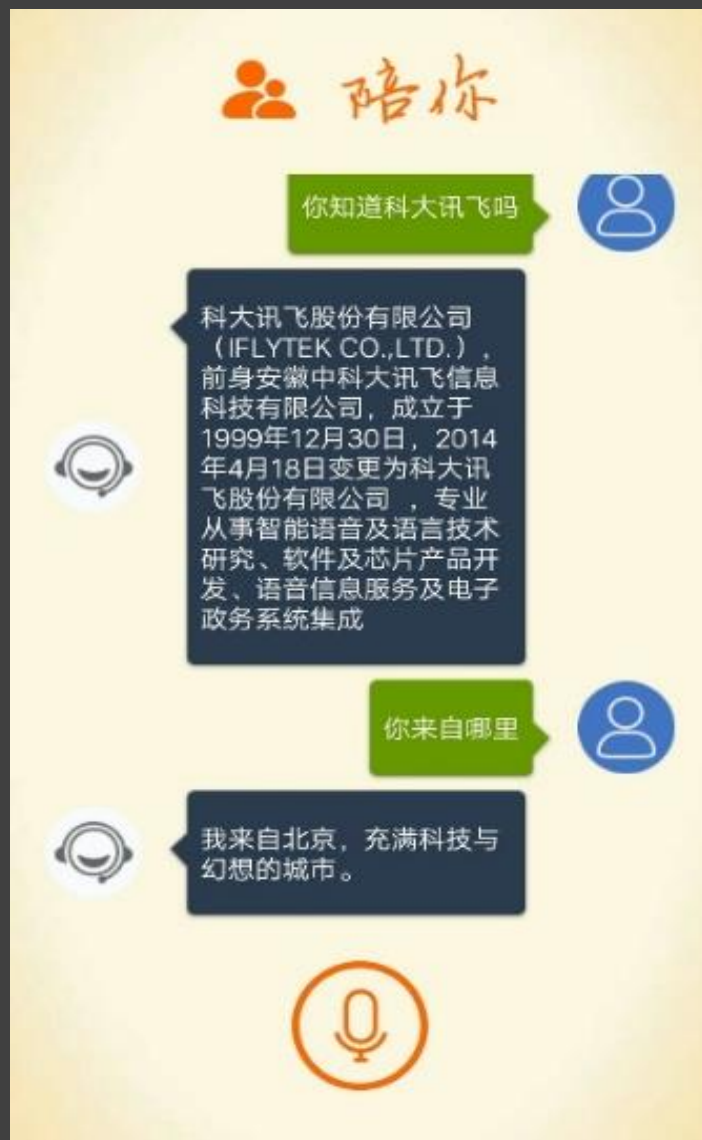 陪你
你知道科大讯飞吗
科大讯飞股份有限公司
（IFLYTEK CO.,LTD.），
前身安徽中科大讯飞信息
科技有限公司，成立于
1999年12月30日，2014
年4月18日变更为科大讯
飞股份有限公司 ，专业
从事智能语音及语言技术
研究、软件及芯片产品开
发、语音信息服务及电子
政务系统集成
你来自哪里
我来自北京，充满科技与
幻想的城市。